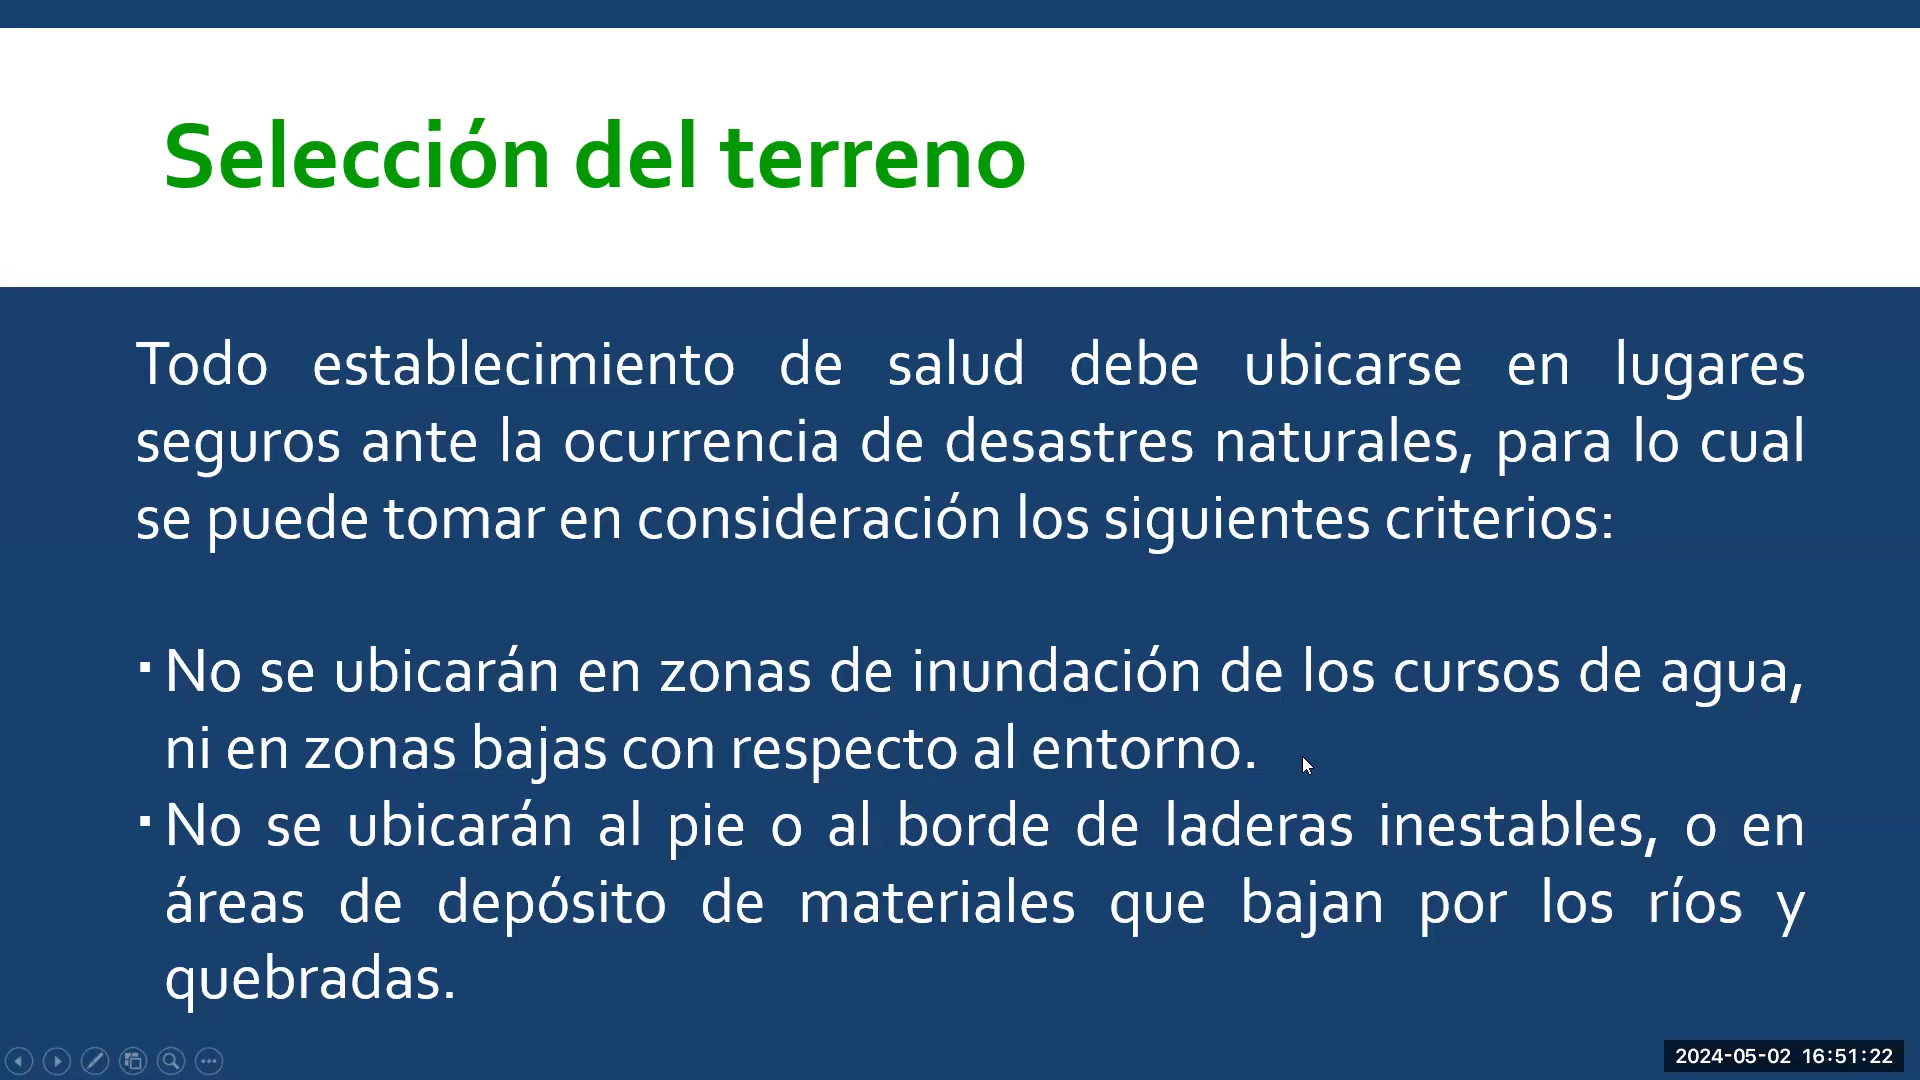 Selección del terreno
Todo establecimiento de salud debe ubicarse en lugares
seguros ante la ocurrencia de desastres naturales, para lo cual
se puede tomar en consideración los siguientes criterios:
▪ No se ubicarán en zonas de inundación de los cursos de agua,
ni en zonas bajas con respecto al entorno.
▪ No se ubicarán al pie o al borde de laderas inestables, o en
áreas de depósito de materiales que bajan por los ríos y
quebradas.
2024-05-02 16:51:22